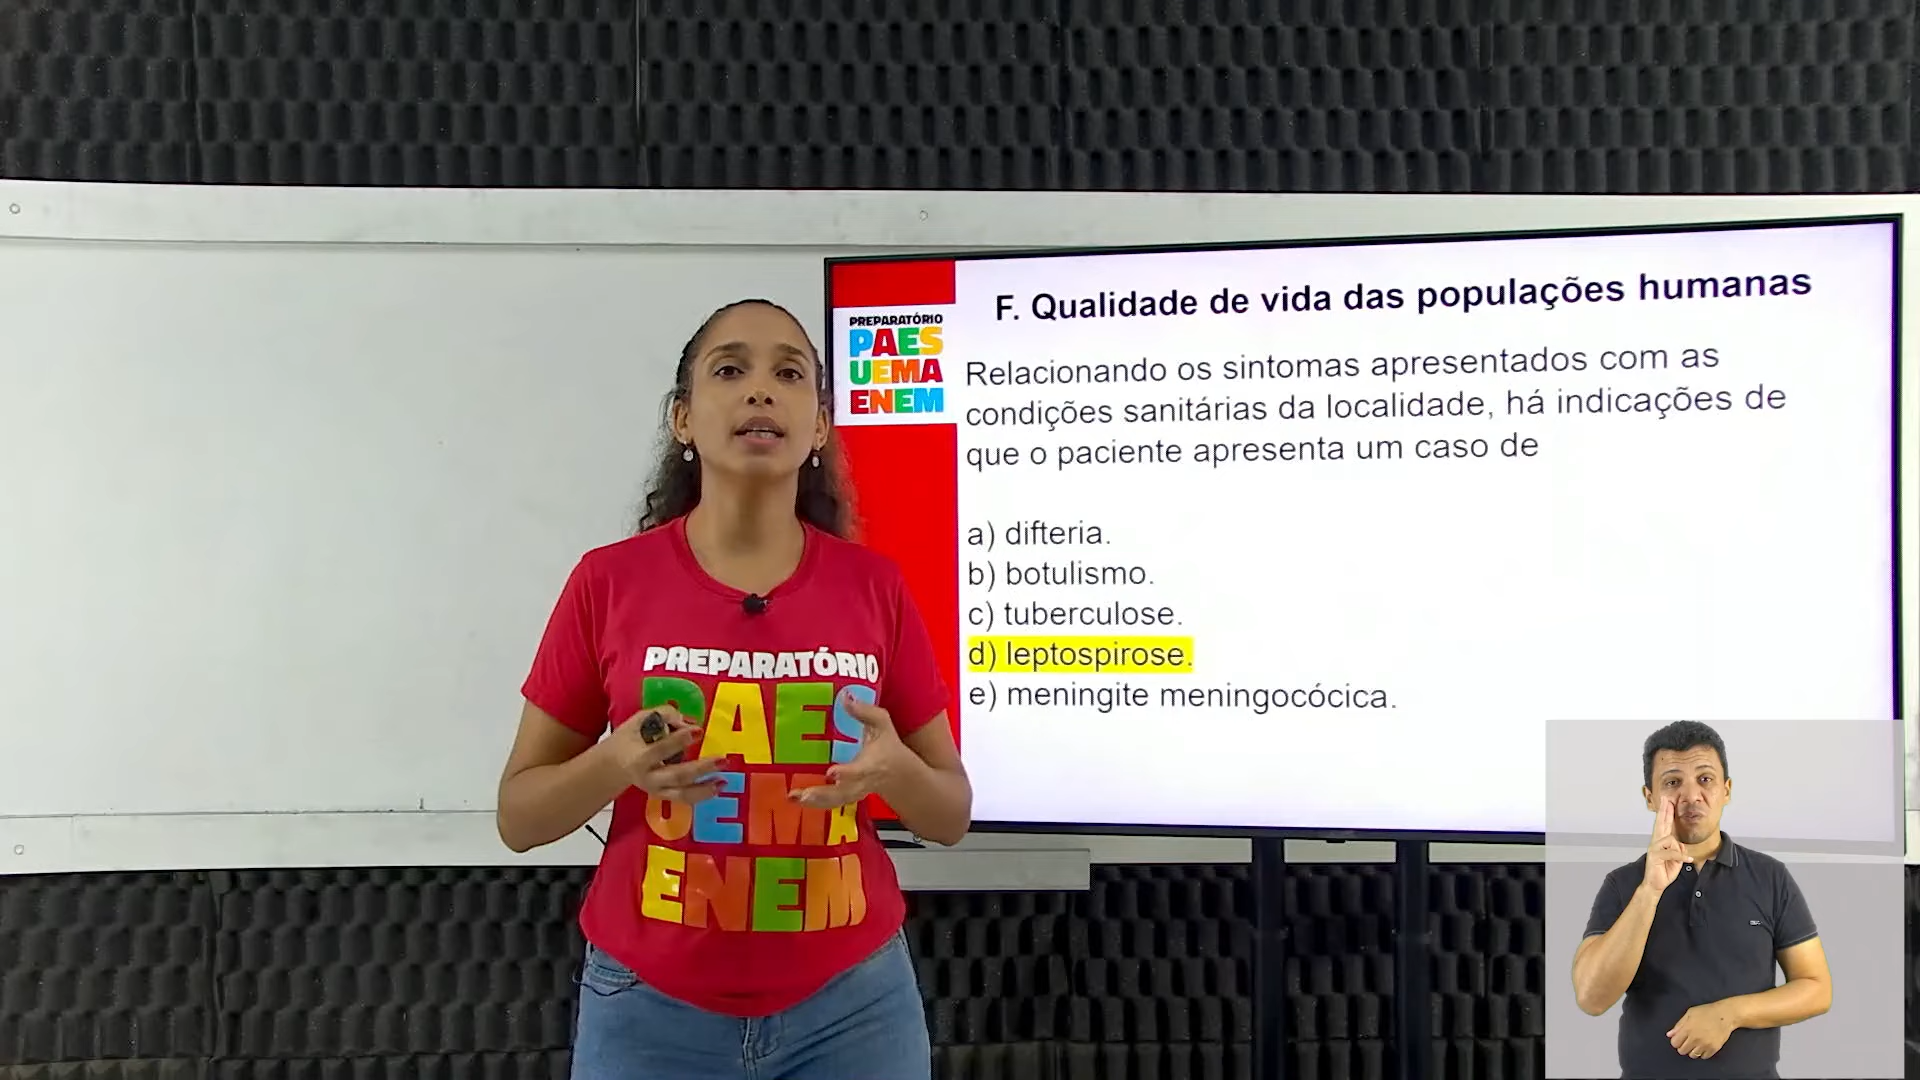 F. Qualidade de vida das populações humanas
PREPARATÓRIO
PAES
UEMA
ENEM
Relacionando os sintomas apresentados com as
condições sanitárias da localidade, há indicações de
que o paciente apresenta um caso de
a) difteria.
b) botulismo.
c) tuberculose.
d) leptospirose.
e) meningite meningocócica.
PREPARATÓRIO
PAES
UEMA
ENEM